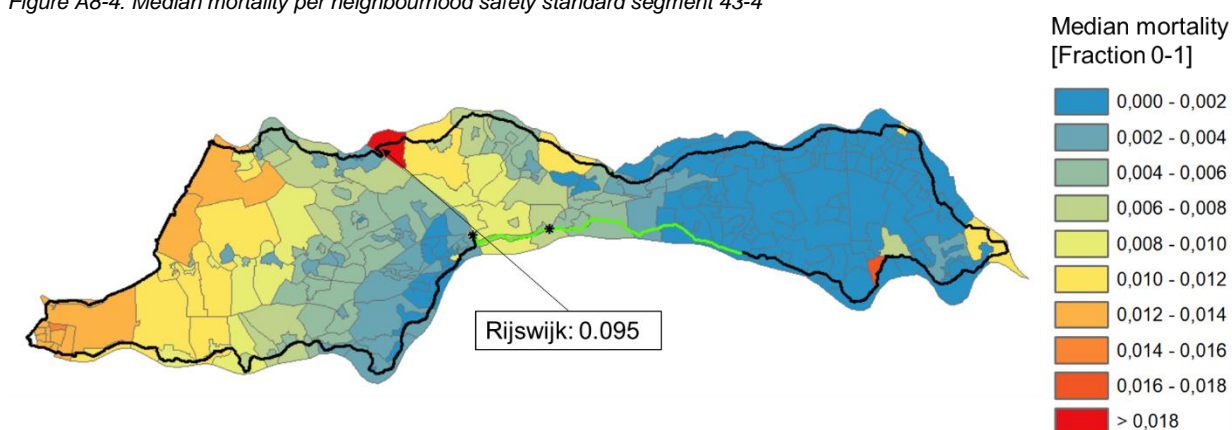 Figure A8-4. Median mortality per neighbourhood safety standard segment 43-4
Median mortality
[Fraction 0-1]
0,000 - 0,002
0,002 - 0,004
0,004 - 0,006
0,006 - 0,008
0,008 - 0,010
0,010 - 0,012
0,012 - 0,014
0,014 - 0,016
0,016 - 0,018
> 0,018
Rijswijk: 0.095